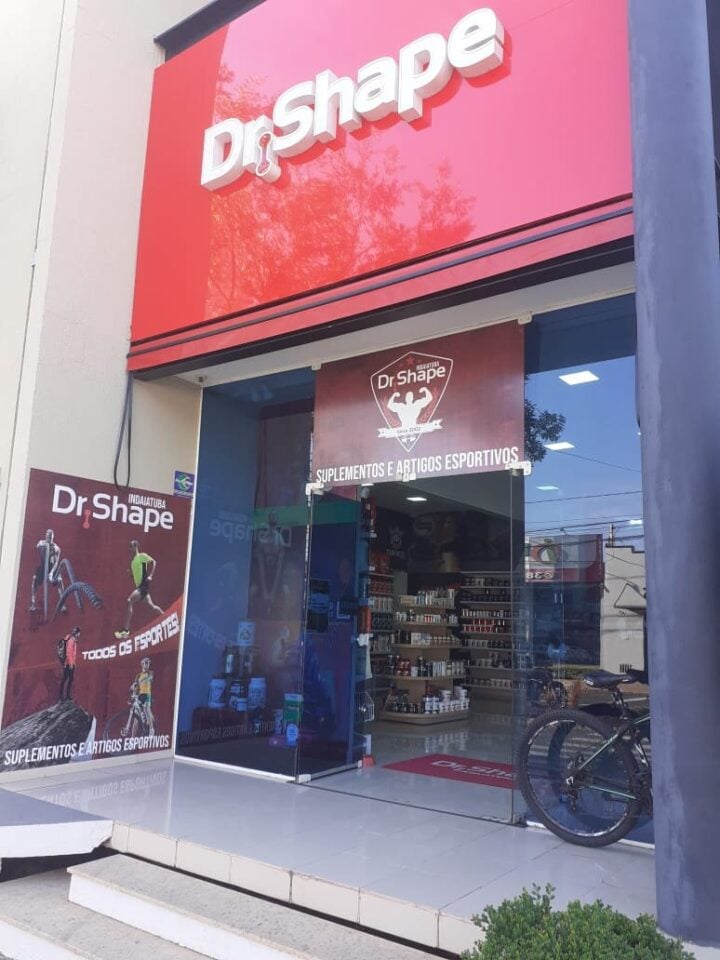 Dr.Shape
INDAIATUBA
Dr Shape
SUPLEMENTOS E ARTIGOS ESPORTIVOS
INDAIATUBA
Dr.Shape
TODOS OS ESPORTES!
SUPLEMENTOS E ARTIGOS ESPORTIVOS
Dr.Shape